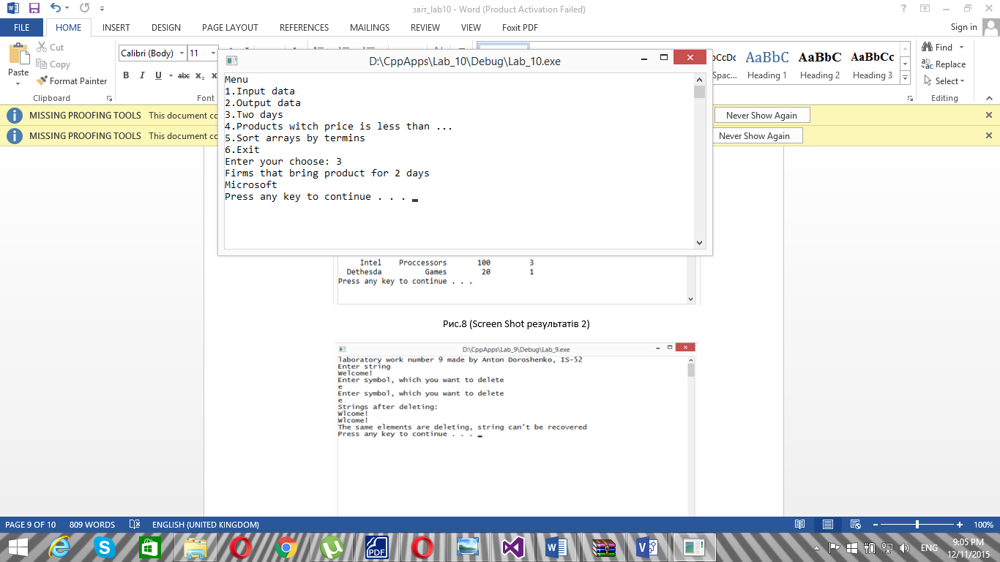 звіт_lab10 - Word (Product Activation Failed)
FILE HOME INSERT DESIGN PAGE LAYOUT REFERENCES MAILINGS REVIEW VIEW Foxit PDF Sign in
Paste
Cut
Copy
Format Painter
Clipboard
Calibri (Body) 11
B I U abc x₂
Font
AaBbC AaBbC AaBbCc
Spac... Heading 1 Heading 2 Heading 3
Find
Replace
Select
Editing
MISSING PROOFING TOOLS This document co Never Show Again
MISSING PROOFING TOOLS This document co Never Show Again
D:\CppApps\Lab_10\Debug\Lab_10.exe
Menu
1.Input data
2.Output data
3.Two days
4.Products witch price is less than ...
5.Sort arrays by termins
6.Exit
Enter your choose: 3
Firms that bring product for 2 days
Microsoft
Press any key to continue . . .
Intel Proccessors 100 3
Dethesda Games 20 1
Press any key to continue . . .
Рис.8 (Screen Shot результатів 2)
D:\CppApps\Lab_9\Debug\Lab_9.exe
laboratory work number 9 made by Anton Doroshenko, IS-52
Enter string
Welcome!
Enter symbol, which you want to delete
e
Enter symbol, which you want to delete
e
Strings after deleting:
Wlcome!
Wlcome!
The same elements are deleting, string can't be recovered
Press any key to continue . . .
PAGE 9 OF 10 809 WORDS ENGLISH (UNITED KINGDOM) 100%
PDF
ENG
9:05 PM
12/11/2015